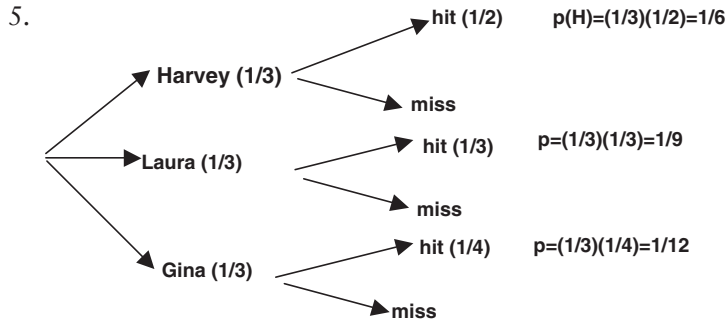 5.
hit (1/2) p(H)=(1/3)(1/2)=1/6
Harvey (1/3)
miss
hit (1/3) p=(1/3)(1/3)=1/9
Laura (1/3)
miss
hit (1/4) p=(1/3)(1/4)=1/12
Gina (1/3)
miss